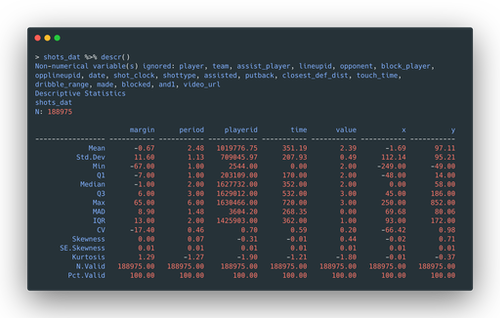 > shots_dat %>% descr()
Non-numerical variable(s) ignored: player, team, assist_player, lineupid, opponent, block_player,
opplineupid, date, shot_clock, shottype, assisted, putback, closest_def_dist, touch_time,
dribble_range, made, blocked, and1, video_url
Descriptive Statistics
shots_dat
N: 188975
margin period playerid time value x y
Mean -0.67 2.48 1019776.75 351.19 2.39 -1.69 97.11
Std.Dev 11.60 1.13 709045.97 207.93 0.49 112.14 95.21
Min -67.00 1.00 2544.00 0.00 2.00 -249.00 -49.00
Q1 -7.00 1.00 203109.00 170.00 2.00 -48.00 14.00
Median -1.00 2.00 1627732.00 352.00 2.00 0.00 58.00
Q3 6.00 3.00 1629012.00 532.00 3.00 45.00 186.00
Max 65.00 6.00 1630466.00 720.00 3.00 250.00 852.00
MAD 8.90 1.48 3604.20 268.35 0.00 69.68 80.06
IQR 13.00 2.00 1425903.00 362.00 1.00 93.00 172.00
CV -17.40 0.46 0.70 0.59 0.20 -66.42 0.98
Skewness 0.00 0.07 -0.31 -0.01 0.44 -0.02 0.71
SE.Skewness 0.01 0.01 0.01 0.01 0.01 0.01 0.01
Kurtosis 1.29 -1.27 -1.90 -1.21 -1.80 -0.01 -0.37
N.Valid 188975.00 188975.00 188975.00 188975.00 188975.00 188975.00 188975.00
Pct.Valid 100.00 100.00 100.00 100.00 100.00 100.00 100.00